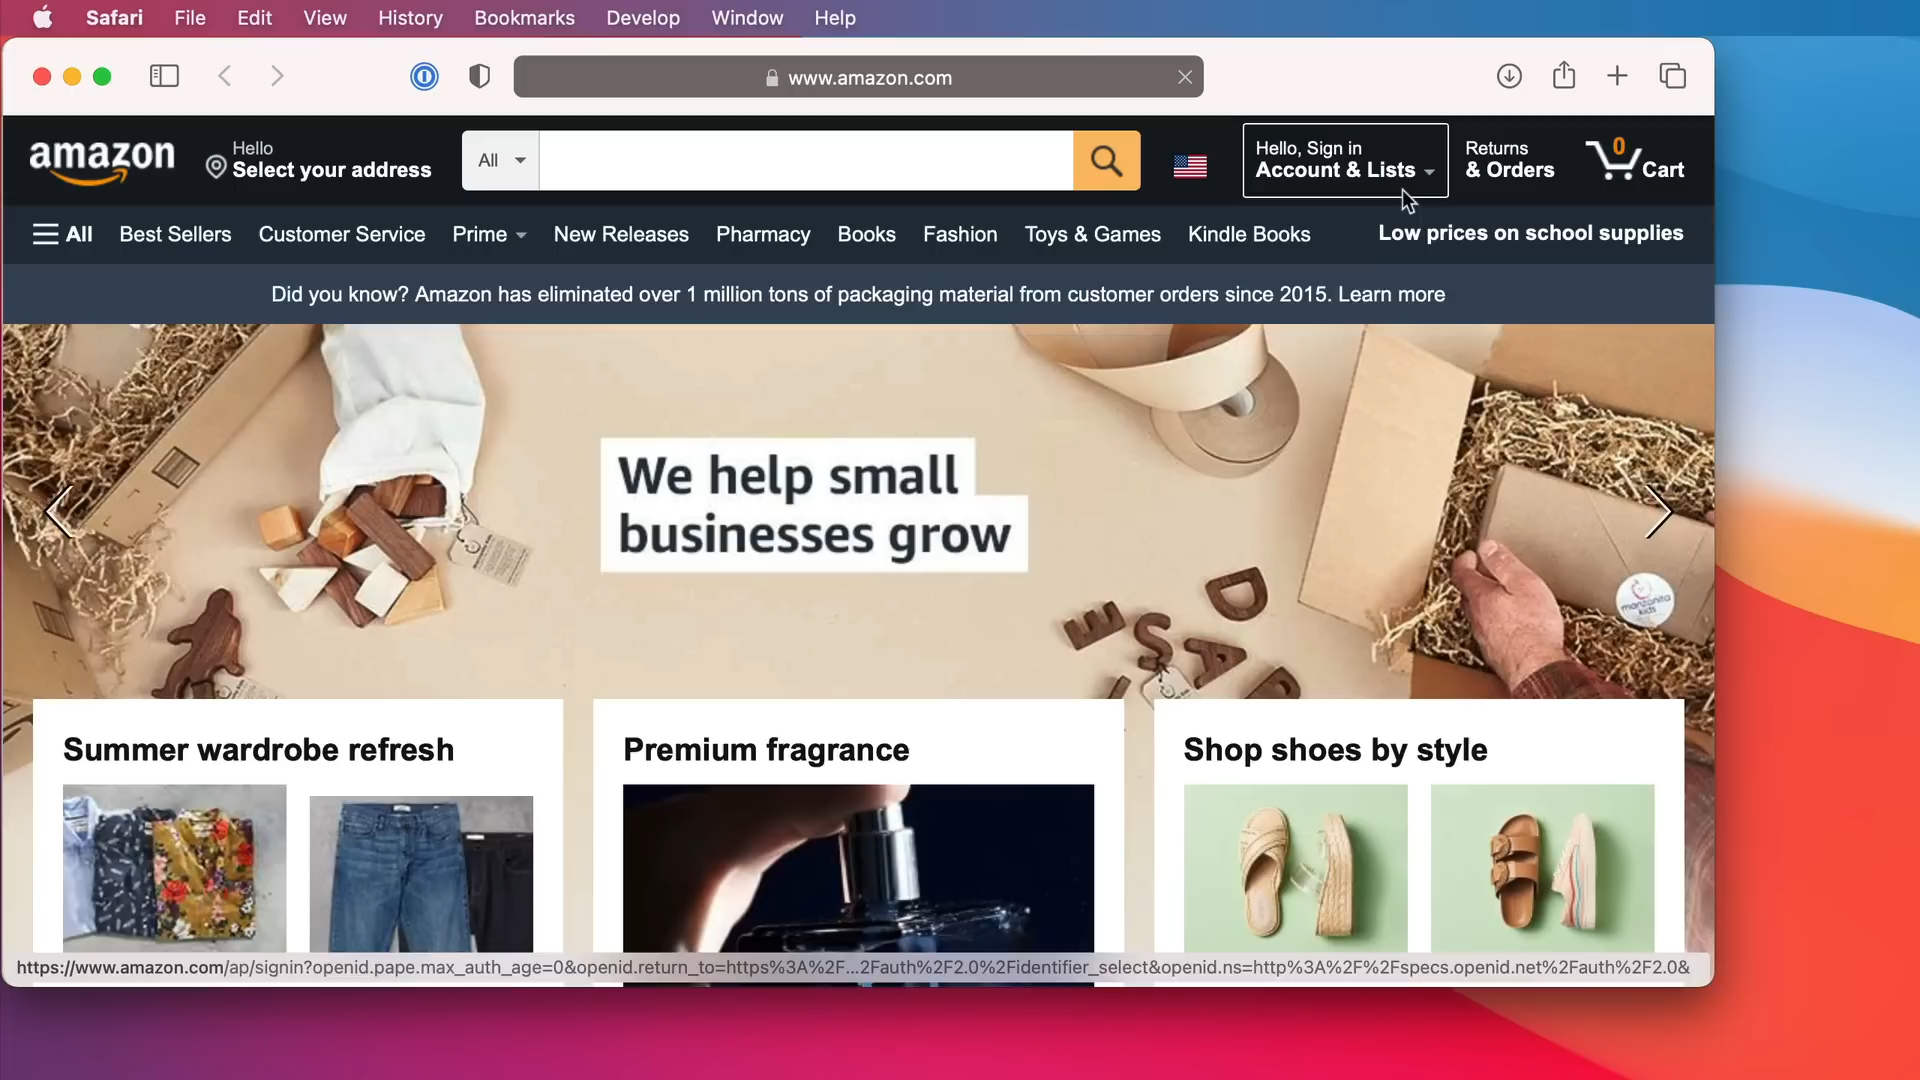 Safari File Edit View History Bookmarks Develop Window Help
www.amazon.com
amazon
Hello
Select your address
All
Hello, Sign in
Account & Lists
Returns
& Orders
0
Cart
All Best Sellers Customer Service Prime New Releases Pharmacy Books Fashion Toys & Games Kindle Books Low prices on school supplies
Did you know? Amazon has eliminated over 1 million tons of packaging material from customer orders since 2015. Learn more
We help small
businesses grow
manzanita
kids
E S A D
Summer wardrobe refresh
Premium fragrance
Shop shoes by style
https://www.amazon.com/ap/signin?openid.pape.max_auth_age=0&openid.return_to=https%3A%2F...2Fauth%2F2.0%2Fidentifier_select&openid.ns=http%3A%2F%2Fspecs.openid.net%2Fauth%2F2.0&